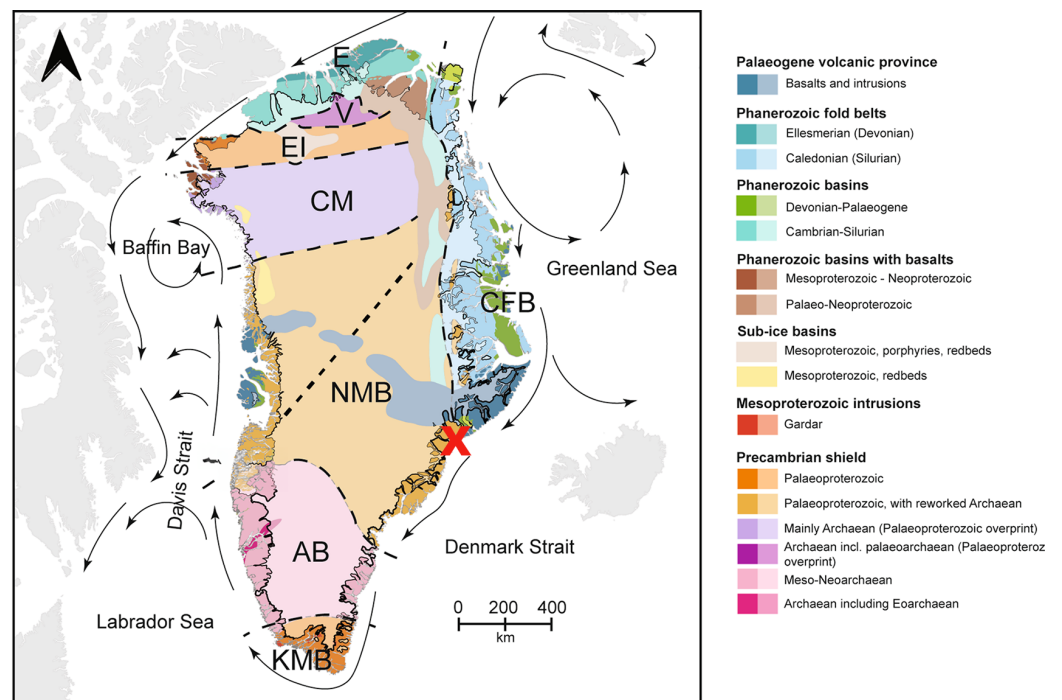 E
V
EI
CM
Baffin Bay
Greenland Sea
CFB
NMB
X
Davis Strait
AB
Denmark Strait
Labrador Sea
0 200 400
km
KMB
Palaeogene volcanic province
Basalts and intrusions
Phanerozoic fold belts
Ellesmerian (Devonian)
Caledonian (Silurian)
Phanerozoic basins
Devonian-Palaeogene
Cambrian-Silurian
Phanerozoic basins with basalts
Mesoproterozoic - Neoproterozoic
Palaeo-Neoproterozoic
Sub-ice basins
Mesoproterozoic, porphyries, redbeds
Mesoproterozoic, redbeds
Mesoproterozoic intrusions
Gardar
Precambrian shield
Palaeoproterozoic
Palaeoproterozoic, with reworked Archaean
Mainly Archaean (Palaeoproterozoic overprint)
Archaean incl. palaeoarchaean (Palaeoproteroz
overprint)
Meso-Neoarchaean
Archaean including Eoarchaean